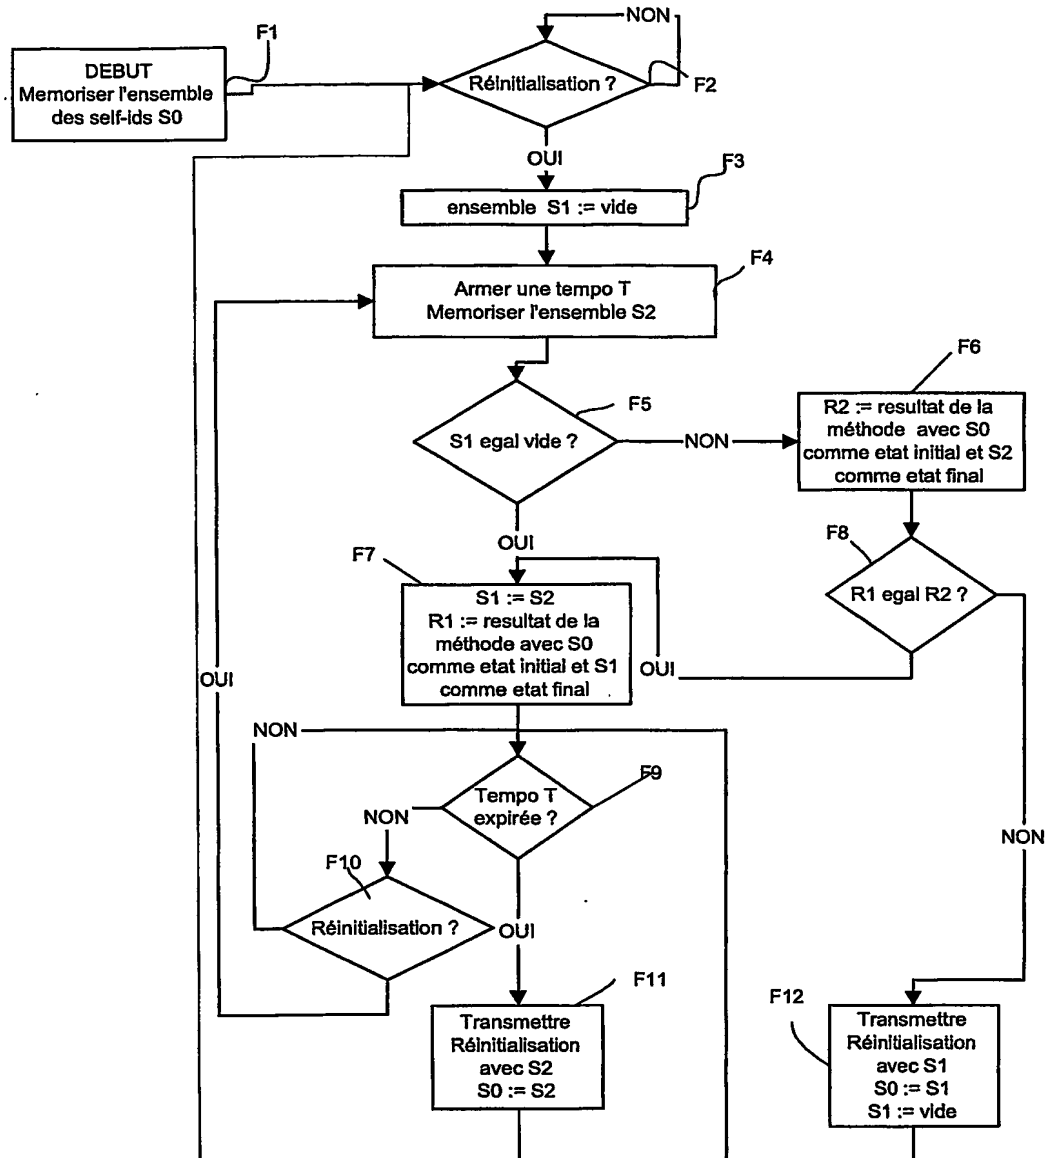 NON
F1
DEBUT
Memoriser l'ensemble
des self-ids S0
Réinitialisation ?
F2
OUI
F3
ensemble S1 := vide
F4
Armer une tempo T
Memoriser l'ensemble S2
F6
F5
R2 := resultat de la
méthode avec S0
comme etat initial et S2
comme etat final
S1 egal vide ?
NON
OUI
F8
F7
R1 egal R2 ?
S1 := S2
R1 := resultat de la
méthode avec S0
comme etat initial et S1
comme etat final
OUI
OUI
NON
F9
Tempo T
expirée ?
NON
NON
F10
Réinitialisation ?
OUI
F11
F12
Transmettre
Réinitialisation
avec S2
S0 := S2
Transmettre
Réinitialisation
avec S1
S0 := S1
S1 := vide